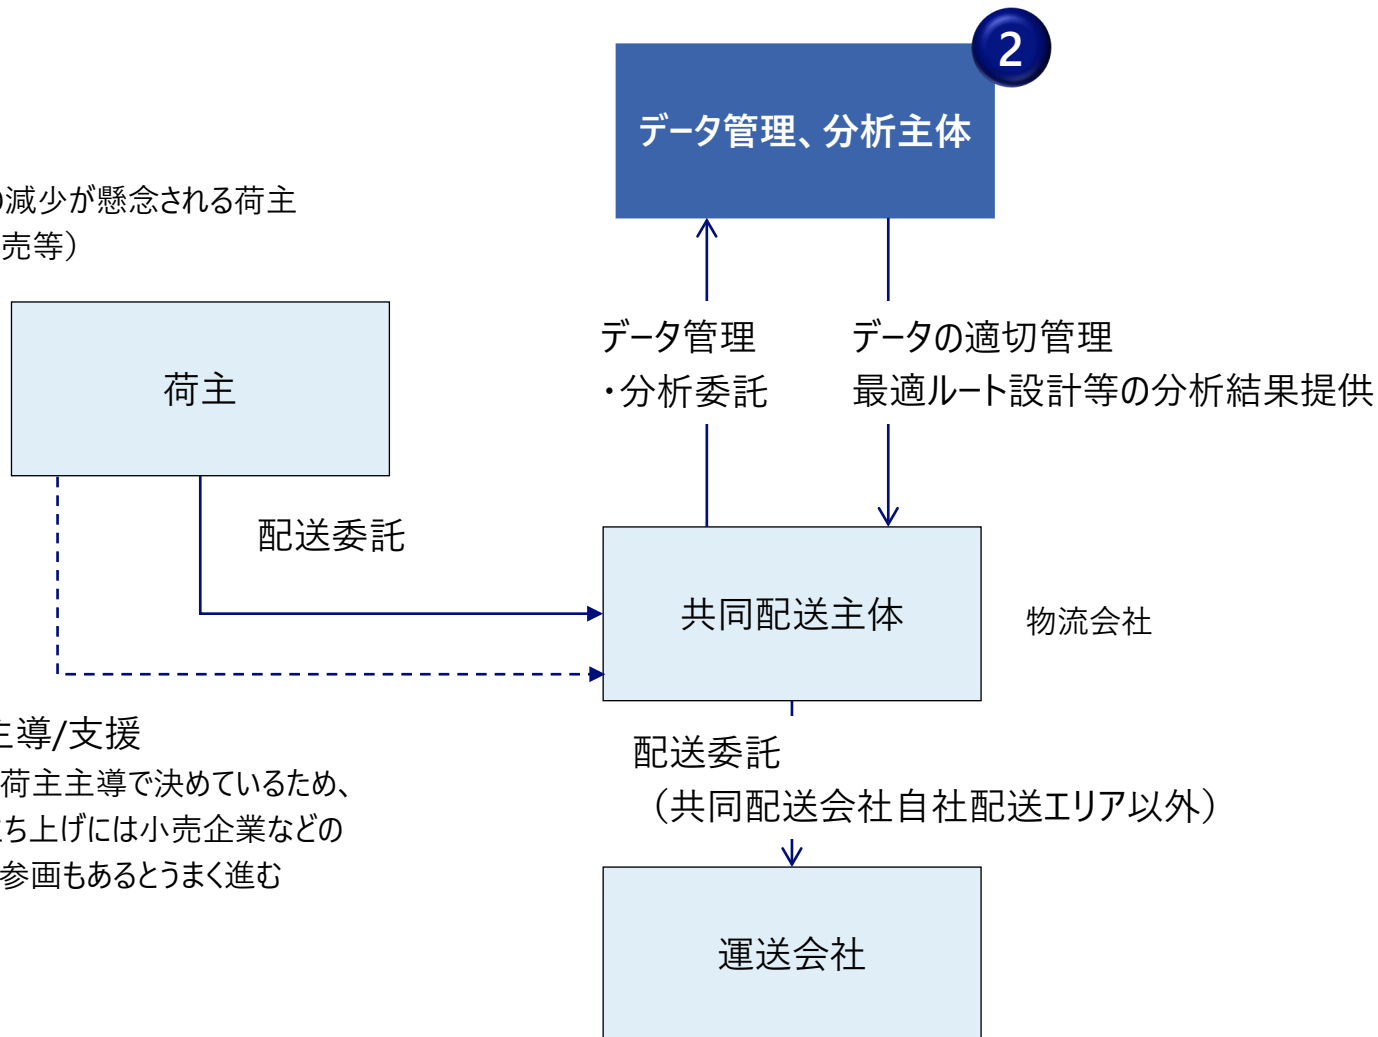 2
データ管理、分析主体
減少が懸念される荷主
売等）
荷主
データ管理
・分析委託
データの適切管理
最適ルート設計等の分析結果提供
配送委託
共同配送主体
物流会社
主導/支援
荷主主導で決めているため、
立ち上げには小売企業などの
参画もあるとうまく進む
配送委託
（共同配送会社自社配送エリア以外）
運送会社